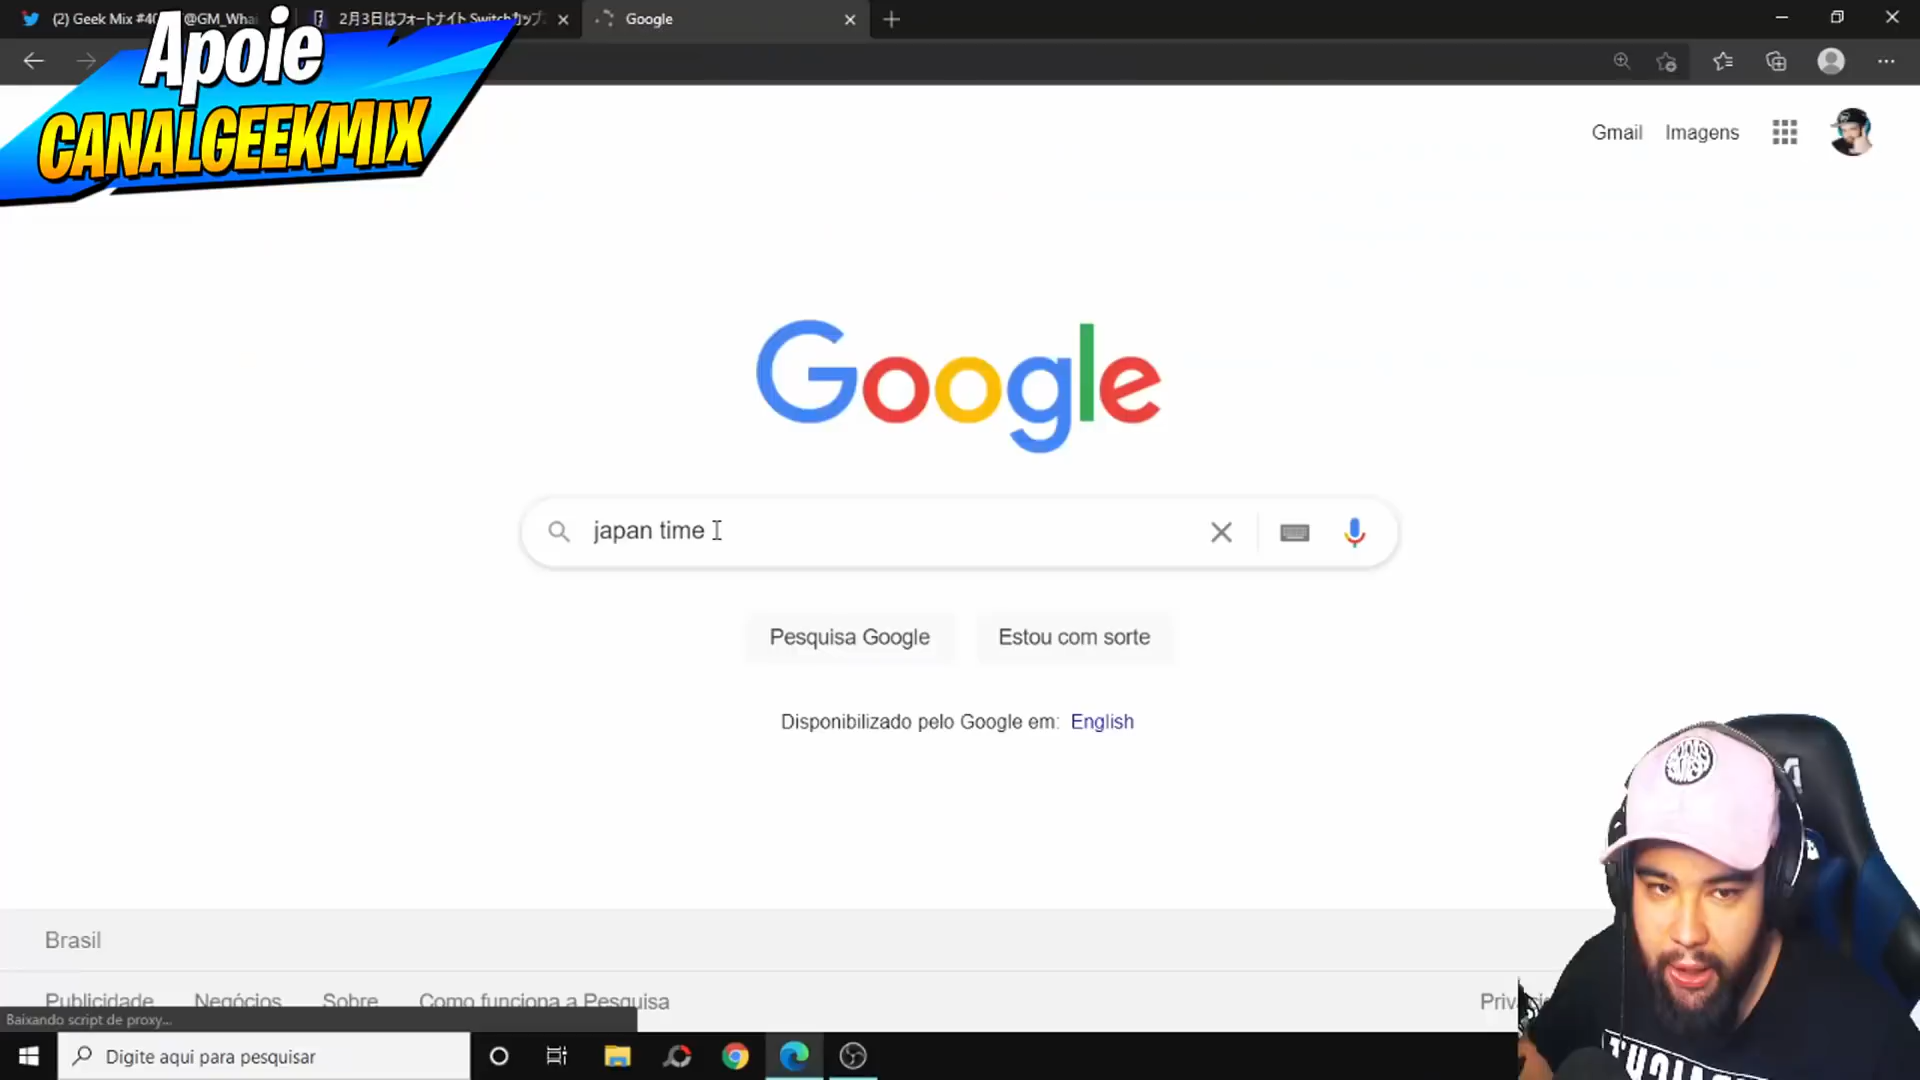 (2) Geek Mix #40
@GM_Wha
2月3日はフォートナイト Switchカップ
Google
Apoie
CANALGEEKMIX
Gmail
Imagens
Google
japan time
Pesquisa Google
Estou com sorte
Disponibilizado pelo Google em: English
Brasil
Publicidade
Negócios
Sobre
Como funciona a Pesquisa
Baixando script de proxy...
Digite aqui para pesquisar